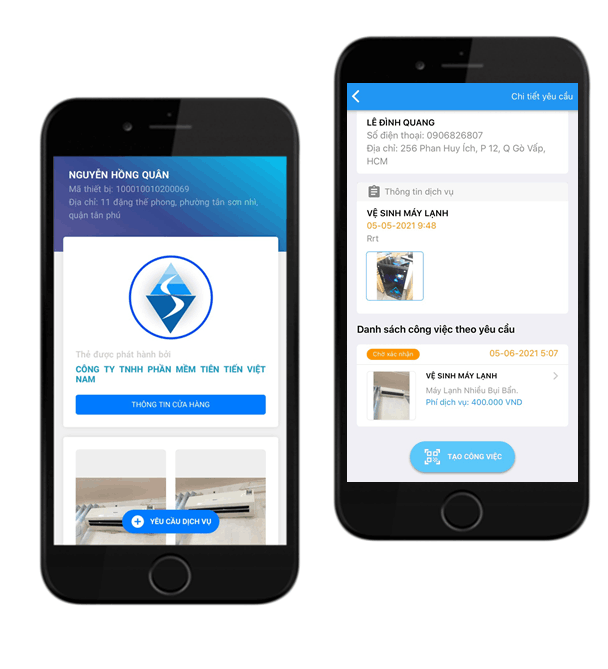 NGUYỄN HỒNG QUÂN
Mã thiết bị: 100010010200069
Địa chỉ: 11 đặng thế phong, phường tân sơn nhì,
quận tân phú
Thẻ được phát hành bởi
CÔNG TY TNHH PHẦN MỀM TIÊN TIẾN VIỆT
NAM
THÔNG TIN CỬA HÀNG
YÊU CẦU DỊCH VỤ
Chi tiết yêu cầu
LÊ ĐÌNH QUANG
Số điện thoại: 0906826807
Địa chỉ: 256 Phan Huy Ích, P 12, Q Gò Vấp,
HCM
Thông tin dịch vụ
VỆ SINH MÁY LẠNH
05-05-2021 9:48
Rrt
Danh sách công việc theo yêu cầu
Chờ xác nhận
05-06-2021 5:07
VỆ SINH MÁY LẠNH
Máy Lạnh Nhiều Bụi Bẩn.
Phí dịch vụ: 400.000 VND
TẠO CÔNG VIỆC